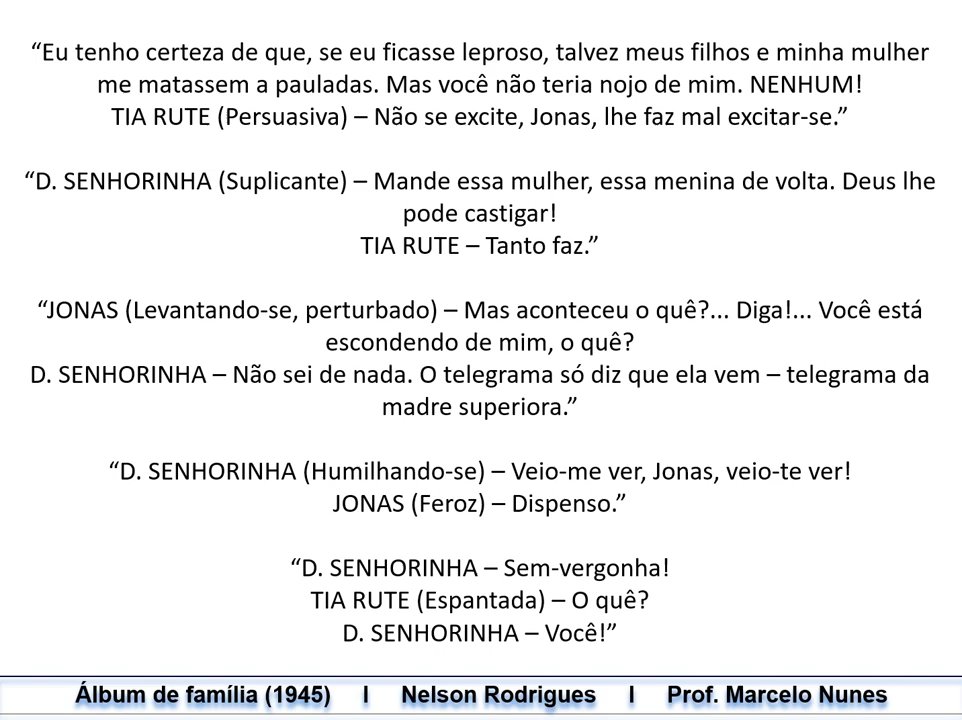 “Eu tenho certeza de que, se eu ficasse leproso, talvez meus filhos e minha mulher
me matassem a pauladas. Mas você não teria nojo de mim. NENHUM!
TIA RUTE (Persuasiva) – Não se excite, Jonas, lhe faz mal excitar-se.”
“D. SENHORINHA (Suplicante) – Mande essa mulher, essa menina de volta. Deus lhe
pode castigar!
TIA RUTE – Tanto faz.”
“JONAS (Levantando-se, perturbado) – Mas aconteceu o quê?... Diga!... Você está
escondendo de mim, o quê?
D. SENHORINHA – Não sei de nada. O telegrama só diz que ela vem – telegrama da
madre superiora.”
“D. SENHORINHA (Humilhando-se) – Veio-me ver, Jonas, veio-te ver!
JONAS (Feroz) – Dispenso.”
“D. SENHORINHA – Sem-vergonha!
TIA RUTE (Espantada) – O quê?
D. SENHORINHA – Você!”
Álbum de família (1945) I Nelson Rodrigues I Prof. Marcelo Nunes